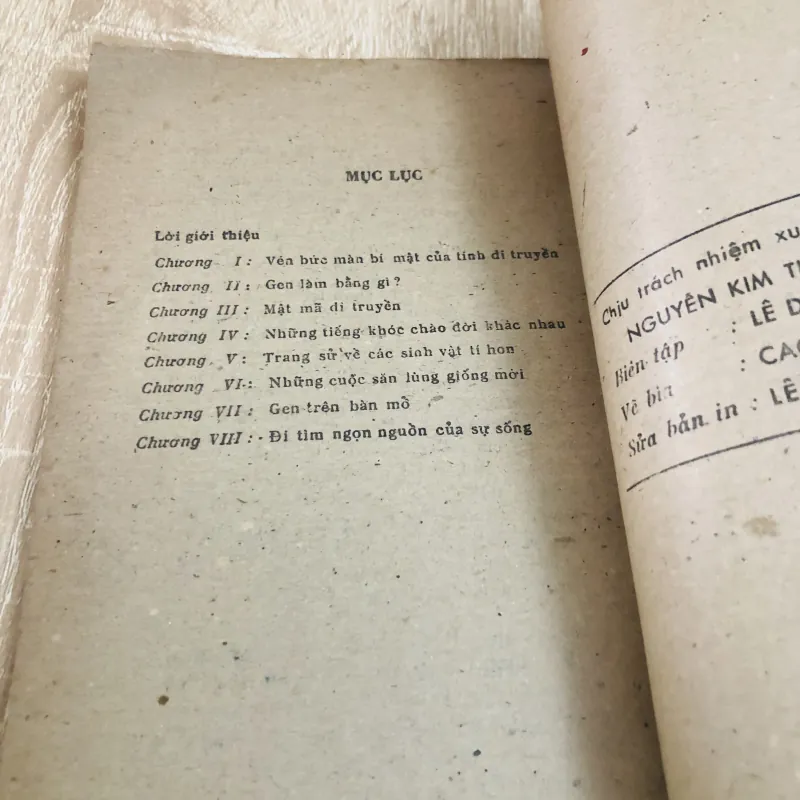 MỤC LỤC
Lời giới thiệu
Chương I : Vén bức màn bí mật của tính di truyền
Chương II : Gen làm bằng gì ?
Chương III : Mật mã di truyền
Chương IV : Những tiếng khóc chào đời khác nhau
Chương V : Trang sử về các sinh vật tí hon
Chương VI : Những cuộc săn lùng giống mới
Chương VII : Gen trên bàn mổ
Chương VIII : Đi tìm ngọn nguồn của sự sống
Chịu trách nhiệm
NGUYỄN KIM
Biên tập : LÊ
Vẽ bìa :
Sửa bản in : LÊ